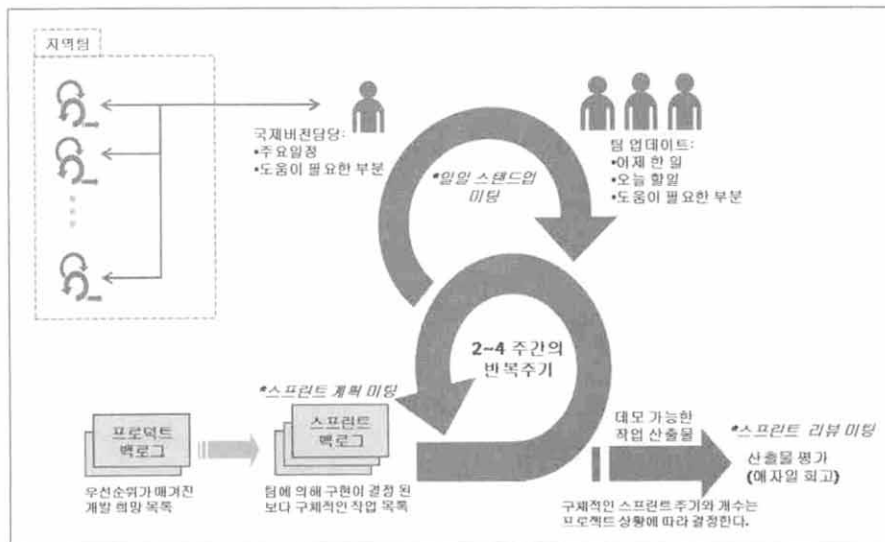 지역팀
국제버전담당:
•주요일정
•도움이 필요한 부분
팀 업데이트:
•어제 한 일
•오늘 할일
•도움이 필요한 부분
*일일 스탠드업
미팅
2~4 주간의
반복주기
*스프린트 계획 미팅
프로덕트
백로그
스프린트
백로그
우선순위가 매겨진
개발 희망 목록
팀에 의해 구현이 결정 된
보다 구체적인 작업 목록
데모 가능한
작업 산출물
*스프린트 리뷰 미팅
산출물 평가
(애자일 회고)
구체적인 스프린트 주기와 개수는
프로젝트 상황에 따라 결정한다.